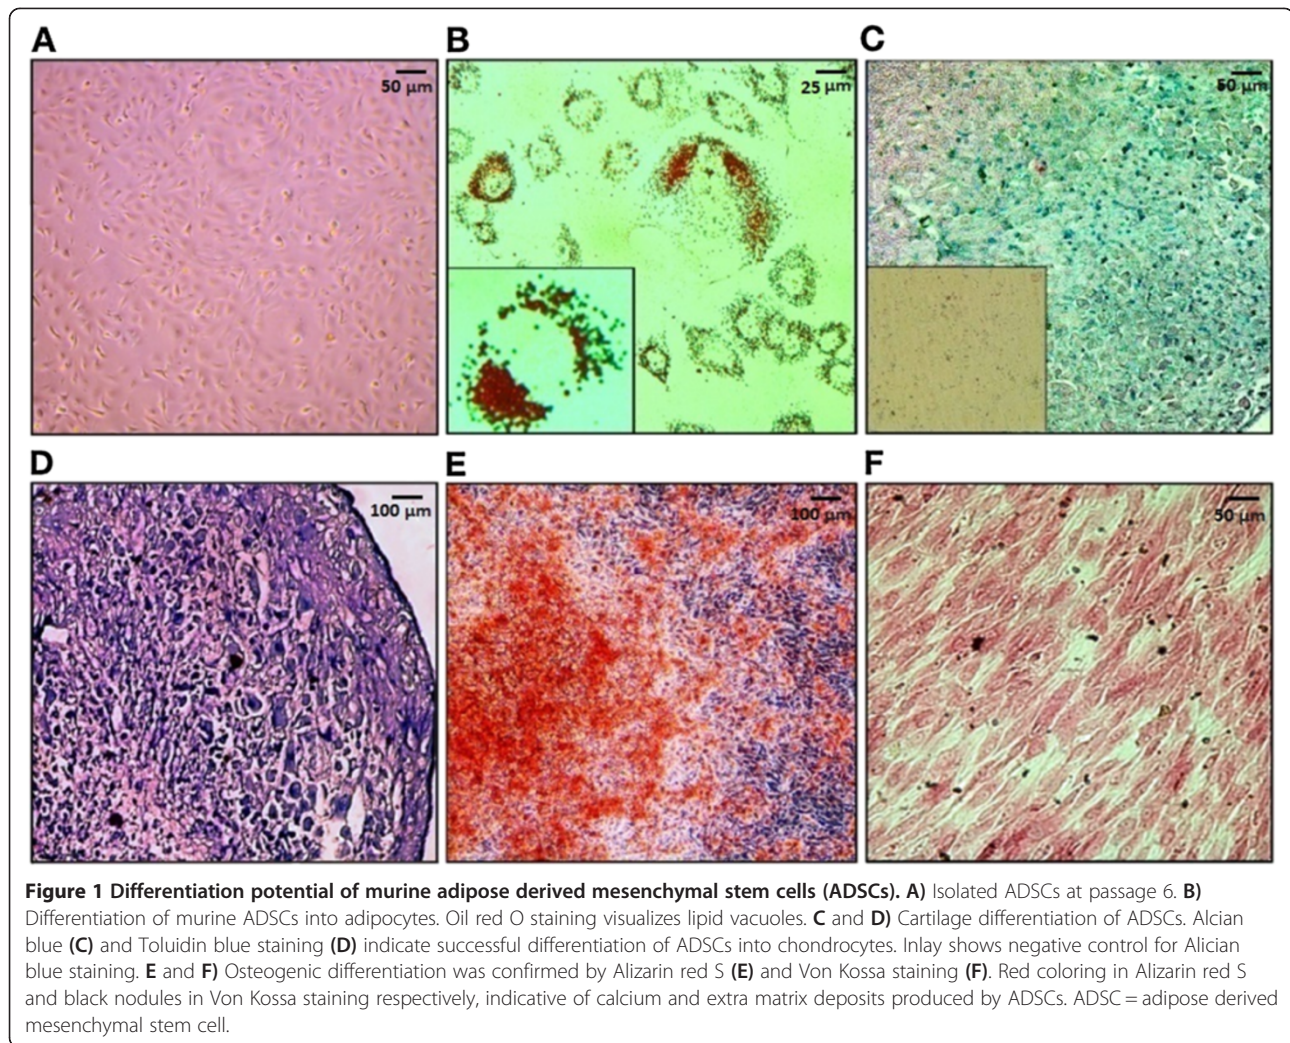 A
B
C
50 μm
25 μm
50 μm
D
E
F
100 μm
100 μm
50 μm
Figure 1 Differentiation potential of murine adipose derived mesenchymal stem cells (ADSCs). A) Isolated ADSCs at passage 6. B)
Differentiation of murine ADSCs into adipocytes. Oil red O staining visualizes lipid vacuoles. C and D) Cartilage differentiation of ADSCs. Alcian
blue (C) and Toluidin blue staining (D) indicate successful differentiation of ADSCs into chondrocytes. Inlay shows negative control for Alician
blue staining. E and F) Osteogenic differentiation was confirmed by Alizarin red S (E) and Von Kossa staining (F). Red coloring in Alizarin red S
and black nodules in Von Kossa staining respectively, indicative of calcium and extra matrix deposits produced by ADSCs. ADSC = adipose derived
mesenchymal stem cell.